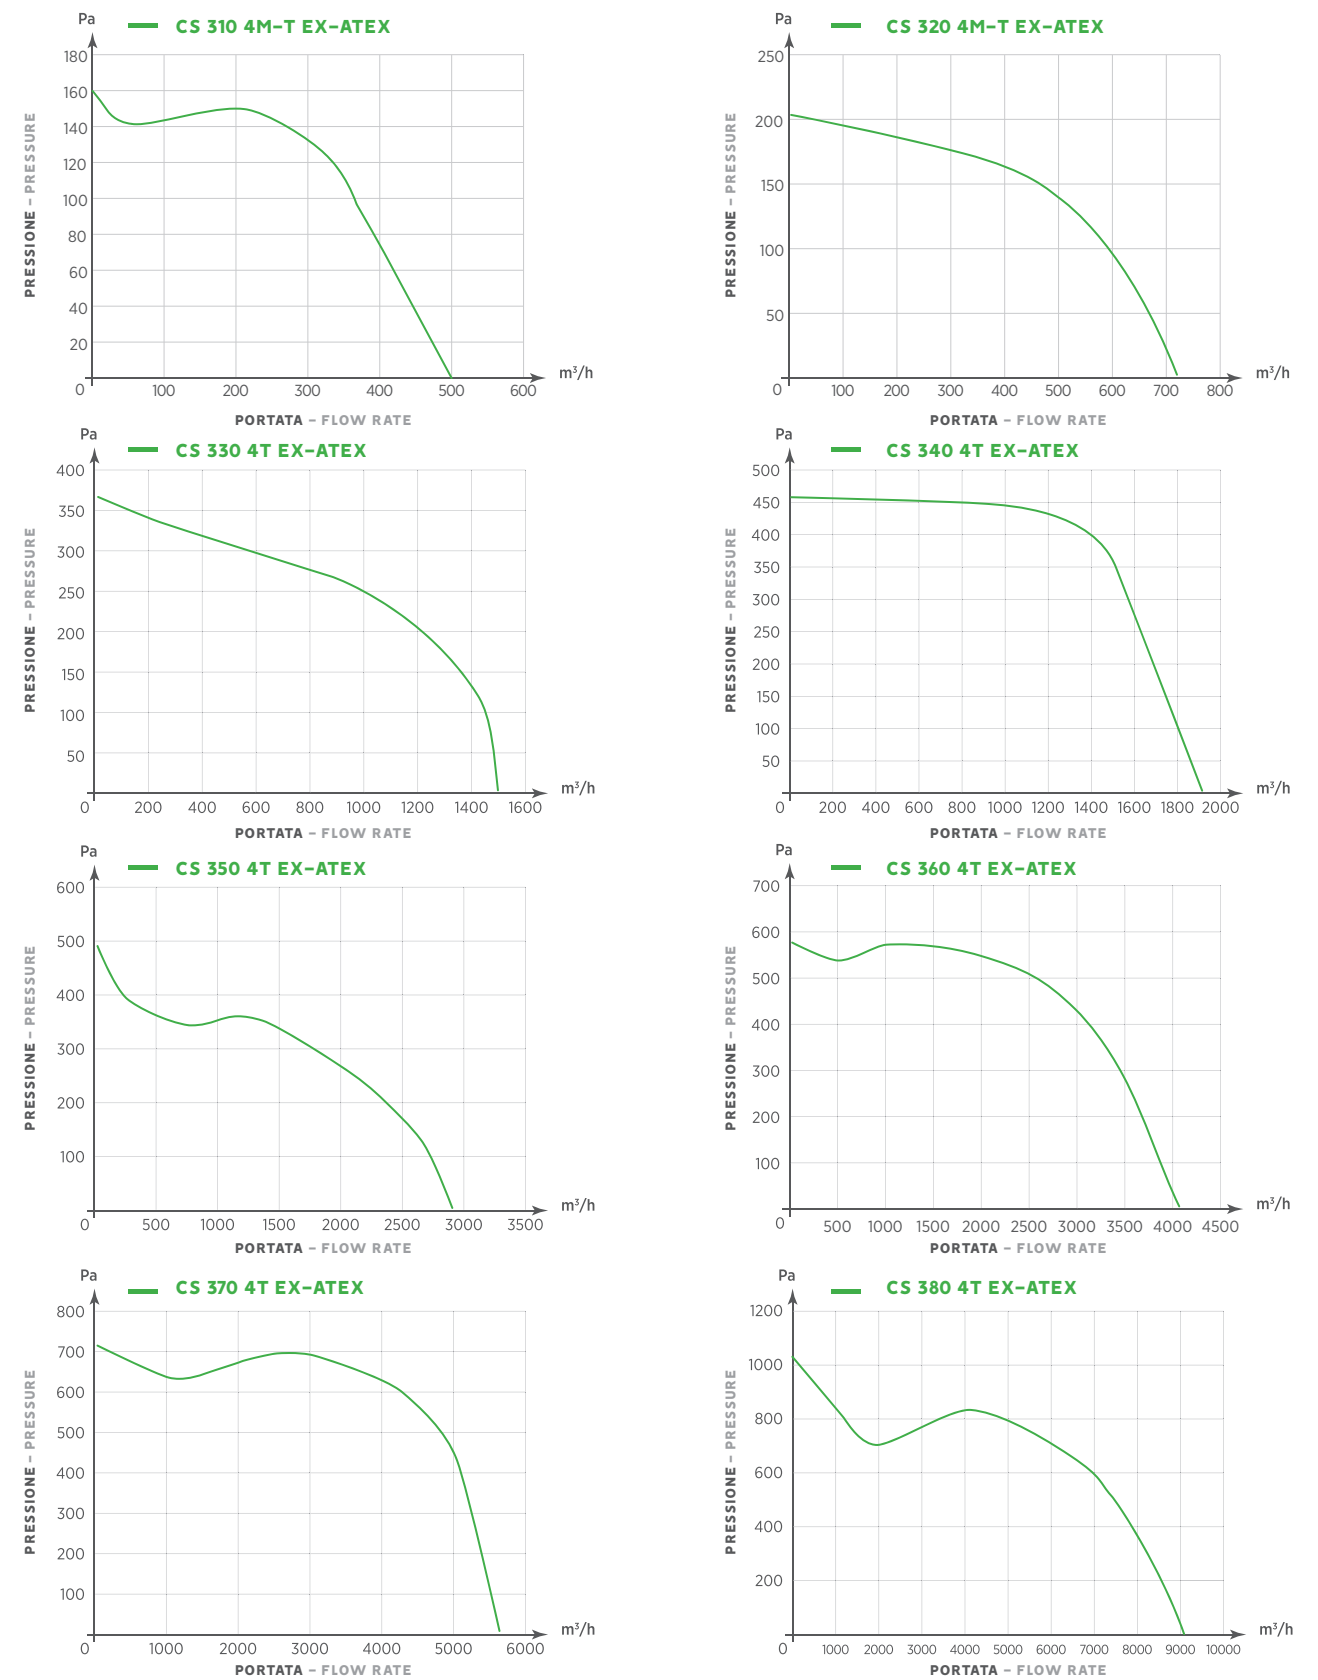 Pa
CS 310 4M-T EX-ATEX
180
160
140
120
100
80
60
40
20
0
100 200 300 400 500 600
m³/h
PRESSIONE – PRESSURE
PORTATA – FLOW RATE
Pa
CS 320 4M-T EX-ATEX
250
200
150
100
50
0
100 200 300 400 500 600 700 800
m³/h
PRESSIONE – PRESSURE
PORTATA – FLOW RATE
Pa
CS 330 4T EX-ATEX
400
350
300
250
200
150
100
50
0 200 400 600 800 1000 1200 1400 1600
m³/h
PRESSIONE – PRESSURE
PORTATA – FLOW RATE
Pa
CS 340 4T EX-ATEX
500
450
400
350
300
250
200
150
100
50
0 200 400 600 800 1000 1200 1400 1600 1800 2000
m³/h
PRESSIONE – PRESSURE
PORTATA – FLOW RATE
Pa
CS 350 4T EX-ATEX
600
500
400
300
200
100
0 500 1000 1500 2000 2500 3000 3500
m³/h
PRESSIONE – PRESSURE
PORTATA – FLOW RATE
Pa
CS 360 4T EX-ATEX
700
600
500
400
300
200
100
0 500 1000 1500 2000 2500 3000 3500 4000 4500
m³/h
PRESSIONE – PRESSURE
PORTATA – FLOW RATE
Pa
CS 370 4T EX-ATEX
800
700
600
500
400
300
200
100
0 1000 2000 3000 4000 5000 6000
m³/h
PRESSIONE – PRESSURE
PORTATA – FLOW RATE
Pa
CS 380 4T EX-ATEX
1200
1000
800
600
400
200
0 1000 2000 3000 4000 5000 6000 7000 8000 9000 10000
m³/h
PRESSIONE – PRESSURE
PORTATA – FLOW RATE